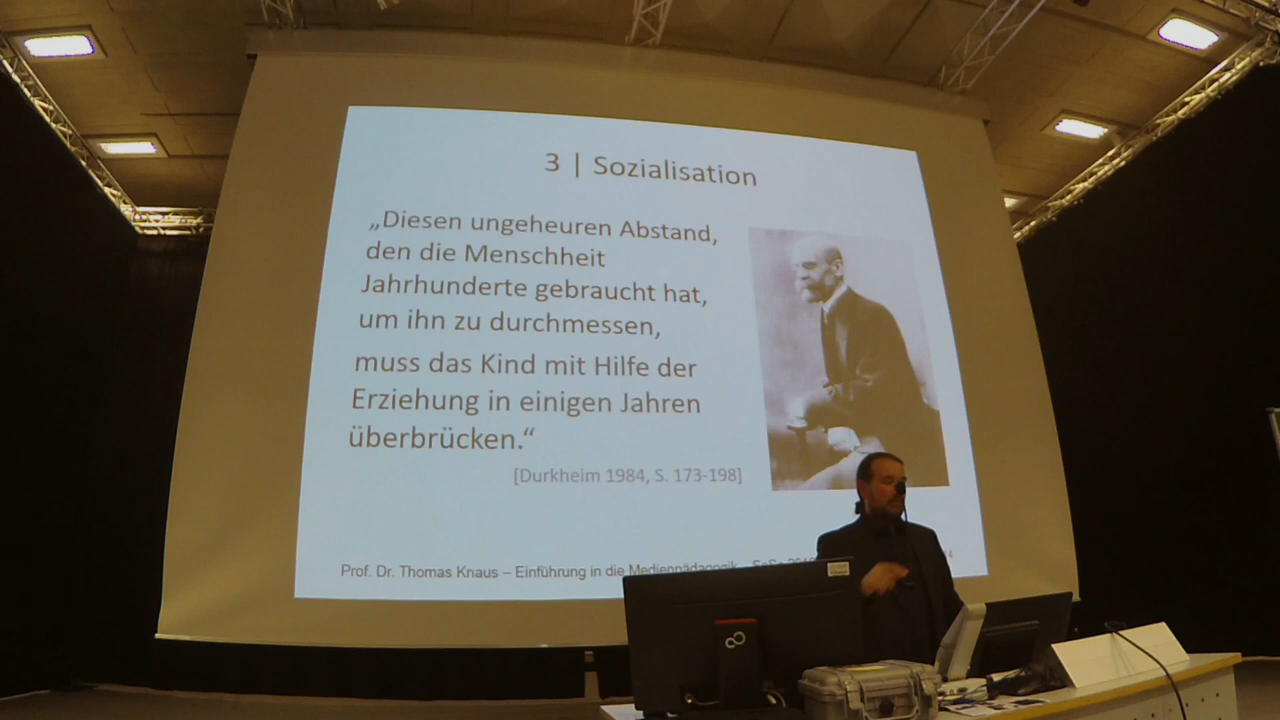 3 | Sozialisation
„Diesen ungeheuren Abstand,
den die Menschheit
Jahrhunderte gebraucht hat,
um ihn zu durchmessen,
muss das Kind mit Hilfe der
Erziehung in einigen Jahren
überbrücken.“
[Durkheim 1984, S. 173-198]
Prof. Dr. Thomas Knaus – Einführung in die Medienpädagogik – SoSe